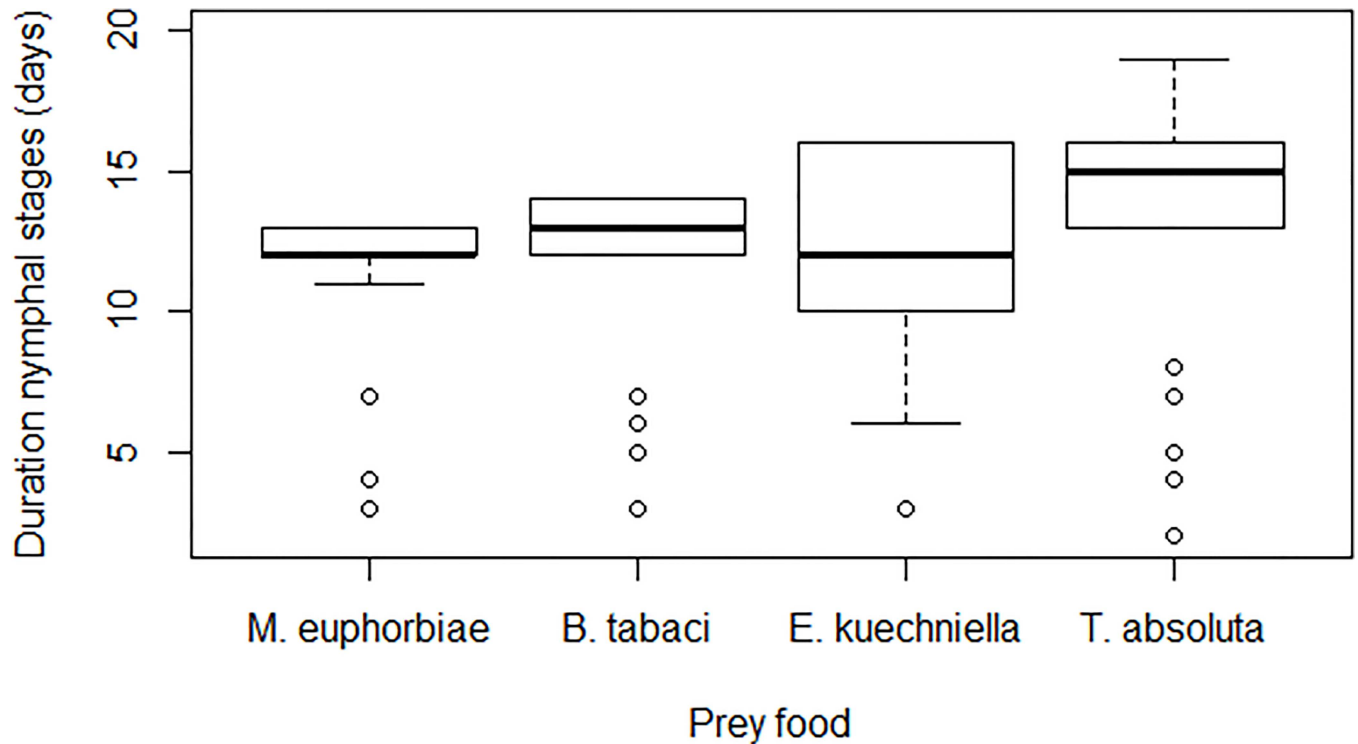 Duration nymphal stages (days)
20
15
10
5
M. euphorbiae
B. tabaci
E. kuechniella
T. absoluta
Prey food